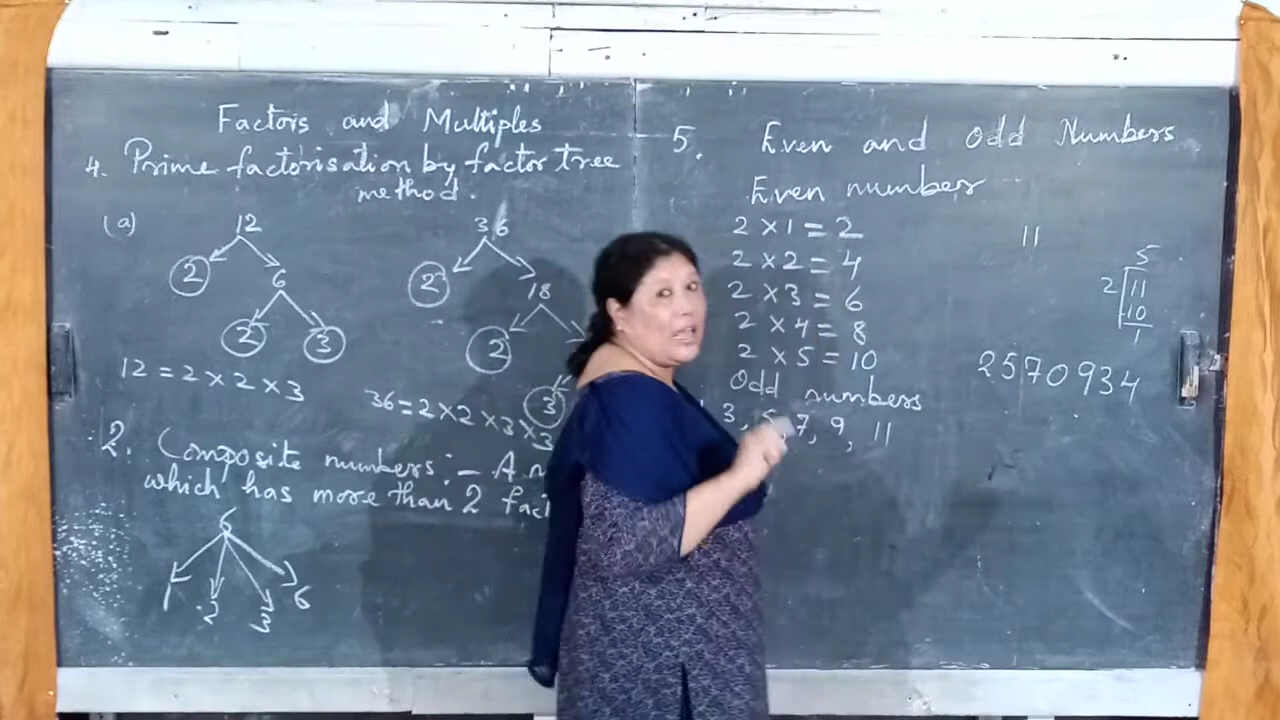 Factors and Multiples
4. Prime factorisation by factor tree
method.
(a)
12
2
6
2
3
12 = 2 × 2 × 3
36
2
18
2
3
36 = 2 × 2 × 3 × 3
2. Composite numbers :- A
which has more than 2
6
1
2
3
6
5. Even and Odd Numbers
Even number
2 × 1 = 2
2 × 2 = 4
2 × 3 = 6
2 × 4 = 8
2 × 5 = 10
Odd numbers
3, 5, 7, 9, 11
11
5
2 11
10
1
2570934